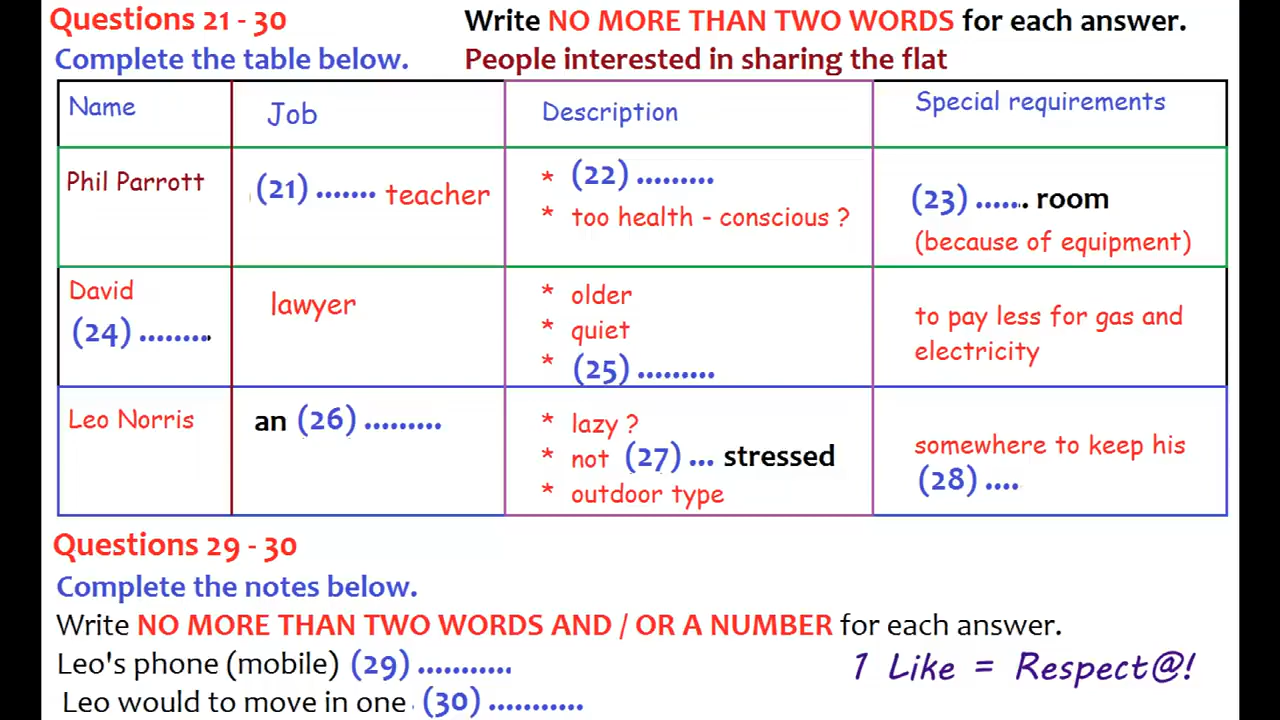 Questions 21 - 30
Write NO MORE THAN TWO WORDS for each answer.
Complete the table below.
People interested in sharing the flat
Name
Job
Description
Special requirements
Phil Parrott
(21) ....... teacher
* (22) .........
* too health - conscious ?
(23) ...... room
(because of equipment)
David
(24) .........
lawyer
* older
* quiet
* (25) .........
to pay less for gas and
electricity
Leo Norris
an (26) .........
* lazy ?
* not (27) ... stressed
* outdoor type
somewhere to keep his
(28) ....
Questions 29 - 30
Complete the notes below.
Write NO MORE THAN TWO WORDS AND / OR A NUMBER for each answer.
Leo's phone (mobile) (29) ...........
1 Like = Respect@!
Leo would to move in one (30) ...........